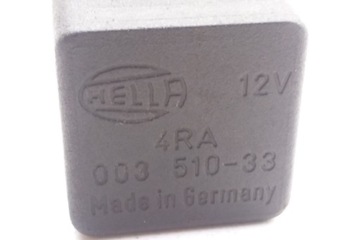 HELLA 12V
4RA
003 510-33
Made in Germany